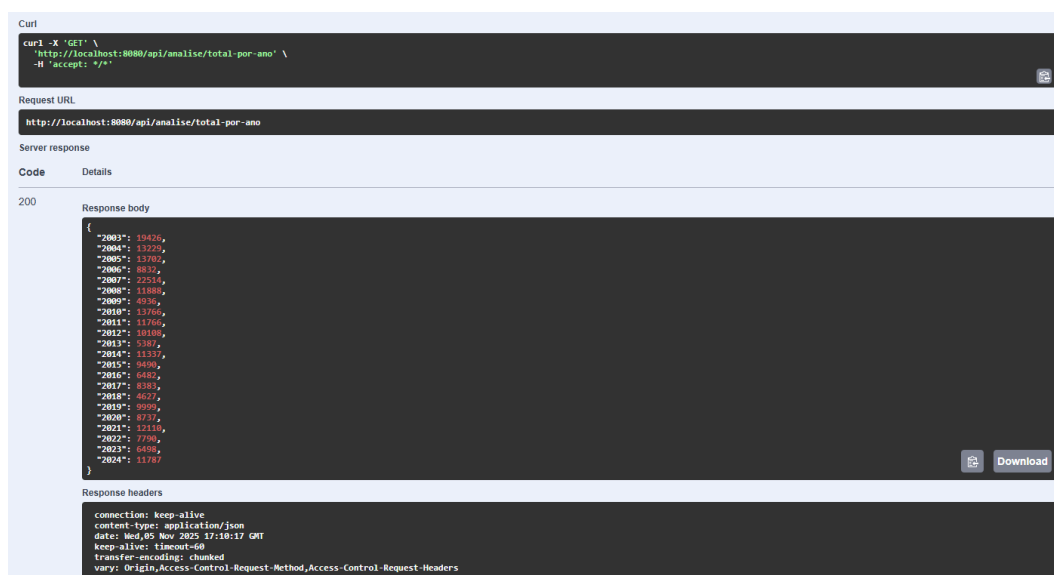 Curl
curl -X 'GET' \
'http://localhost:8080/api/analise/total-por-ano' \
-H 'accept: */*'
Request URL
http://localhost:8080/api/analise/total-por-ano
Server response
Code Details
200
Response body
{
"2003": 19426,
"2004": 13229,
"2005": 13702,
"2006": 8832,
"2007": 22514,
"2008": 11888,
"2009": 4936,
"2010": 13766,
"2011": 11766,
"2012": 10108,
"2013": 5387,
"2014": 11337,
"2015": 9490,
"2016": 6482,
"2017": 8383,
"2018": 4627,
"2019": 9999,
"2020": 8737,
"2021": 12110,
"2022": 7790,
"2023": 6498,
"2024": 11787
}
Download
Response headers
connection: keep-alive
content-type: application/json
date: Wed,05 Nov 2025 17:10:17 GMT
keep-alive: timeout=60
transfer-encoding: chunked
vary: Origin,Access-Control-Request-Method,Access-Control-Request-Headers